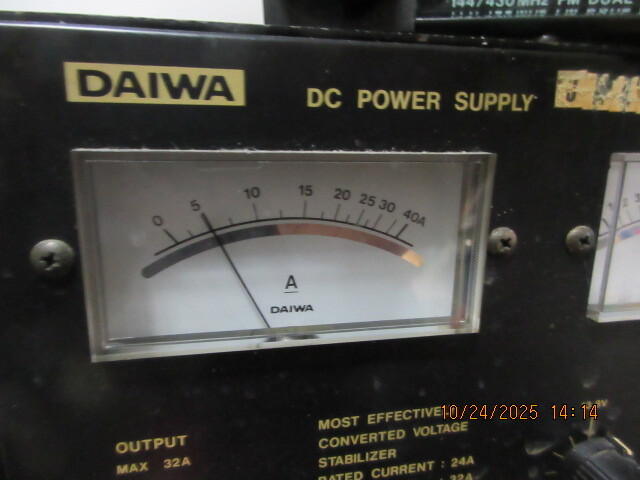 144/430MHz FM DUAL
DAIWA
DC POWER SUPPLY
0 5 10 15 20 25 30 40A
A
DAIWA
OUTPUT
MAX 32A
MOST EFFECTIVE
CONVERTED VOLTAGE
STABILIZER
RATED CURRENT : 24A
10/24/2025 14:14